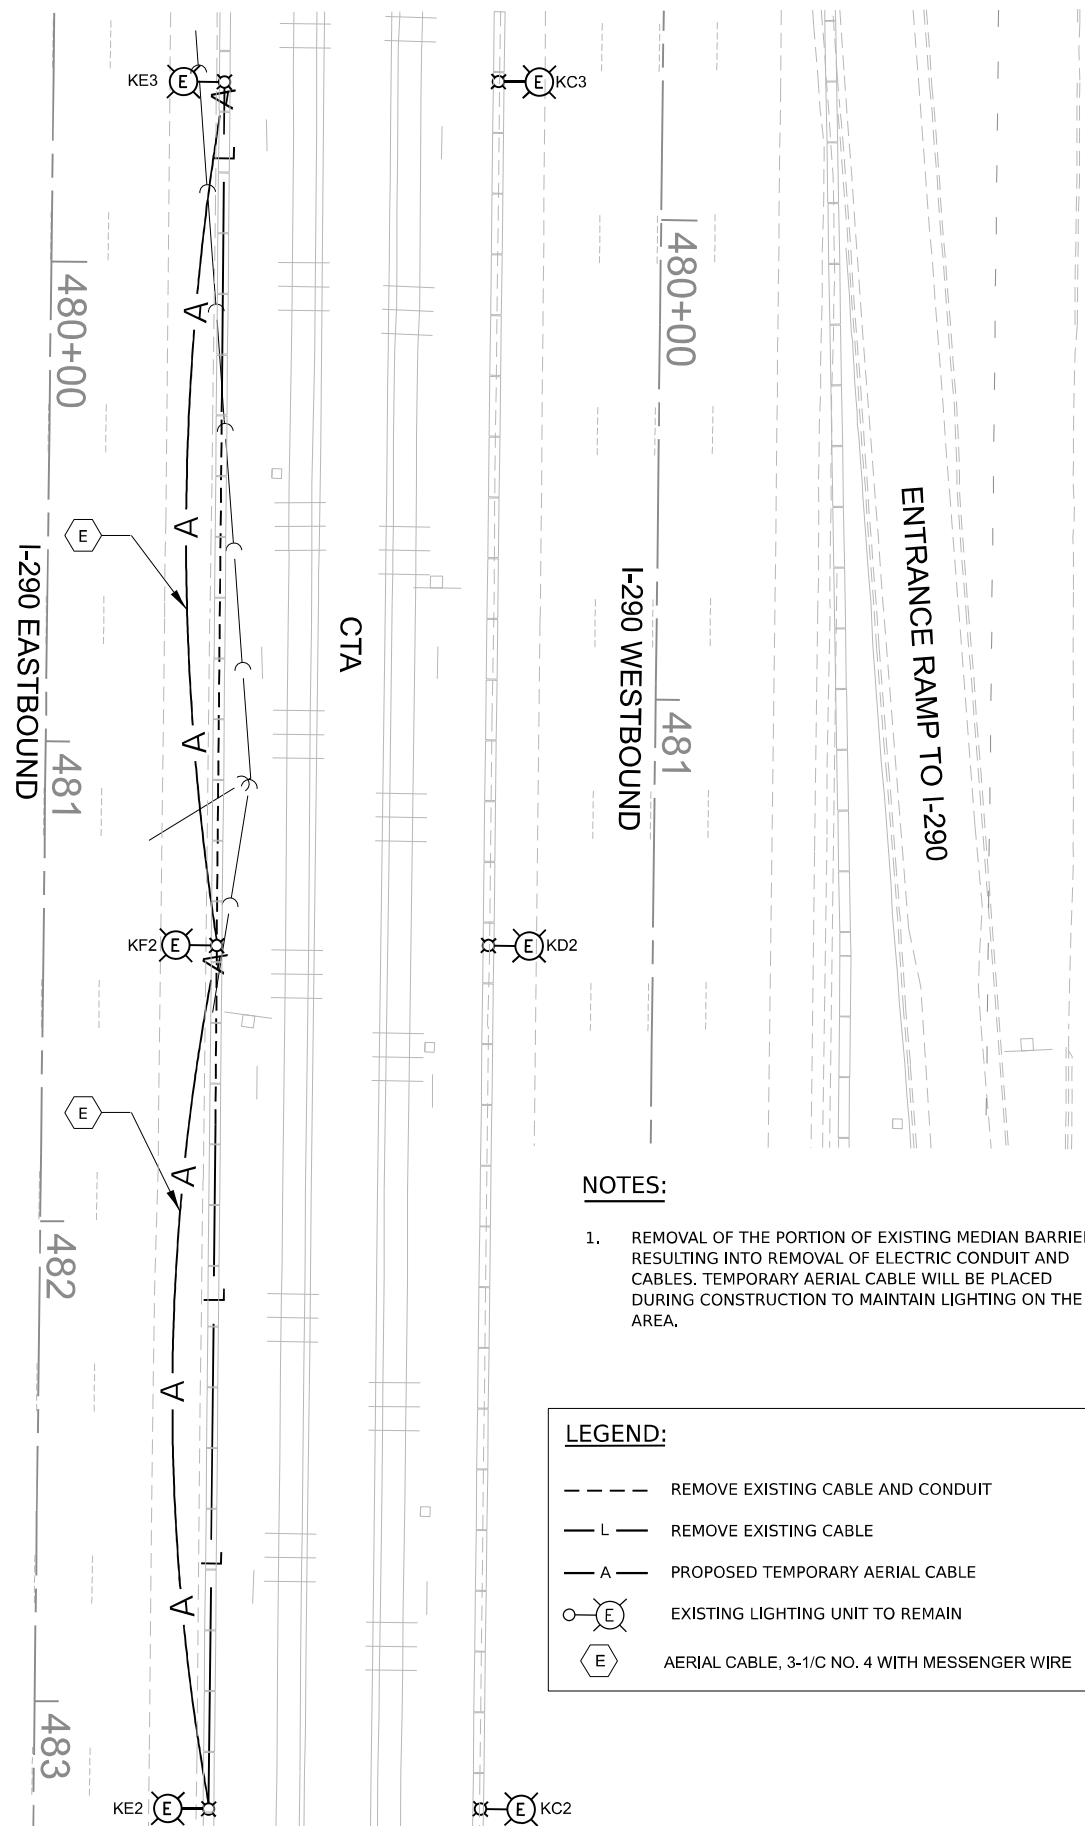 KE3
E
E
KC3
A
L
A
480+00
480+00
A
E
I-290 EASTBOUND
CTA
I-290 WESTBOUND
ENTRANCE RAMP TO I-290
A
481
481
KF2
E
E
KD2
A
E
A
482
L
A
L
A
483
KE2
E
E
KC2
NOTES:
1. REMOVAL OF THE PORTION OF EXISTING MEDIAN BARRIER
RESULTING INTO REMOVAL OF ELECTRIC CONDUIT AND
CABLES. TEMPORARY AERIAL CABLE WILL BE PLACED
DURING CONSTRUCTION TO MAINTAIN LIGHTING ON THE
AREA.
LEGEND:
REMOVE EXISTING CABLE AND CONDUIT
L REMOVE EXISTING CABLE
A PROPOSED TEMPORARY AERIAL CABLE
E EXISTING LIGHTING UNIT TO REMAIN
E AERIAL CABLE, 3-1/C NO. 4 WITH MESSENGER WIRE